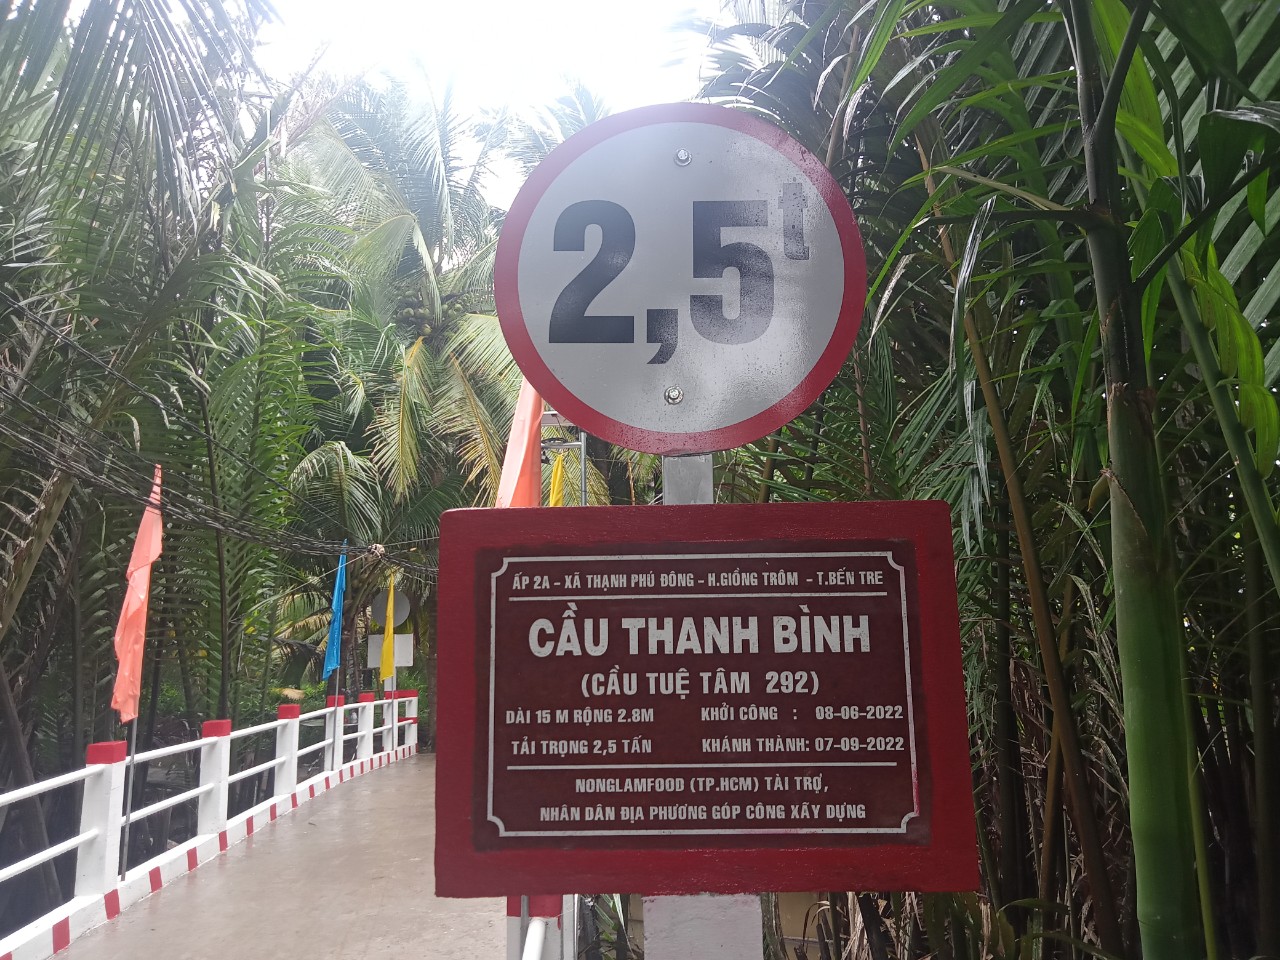 2,5t
ẤP 2A - XÃ THẠNH PHÚ ĐÔNG - H.GIỒNG TRÔM - T.BẾN TRE
CẦU THANH BÌNH
(CẦU TUỆ TÂM 292)
DÀI 15 M RỘNG 2.8M KHỞI CÔNG : 08-06-2022
TẢI TRỌNG 2,5 TẤN KHÁNH THÀNH: 07-09-2022
NONGLAMFOOD (TP.HCM) TÀI TRỢ,
NHÂN DÂN ĐỊA PHƯƠNG GÓP CÔNG XÂY DỰNG